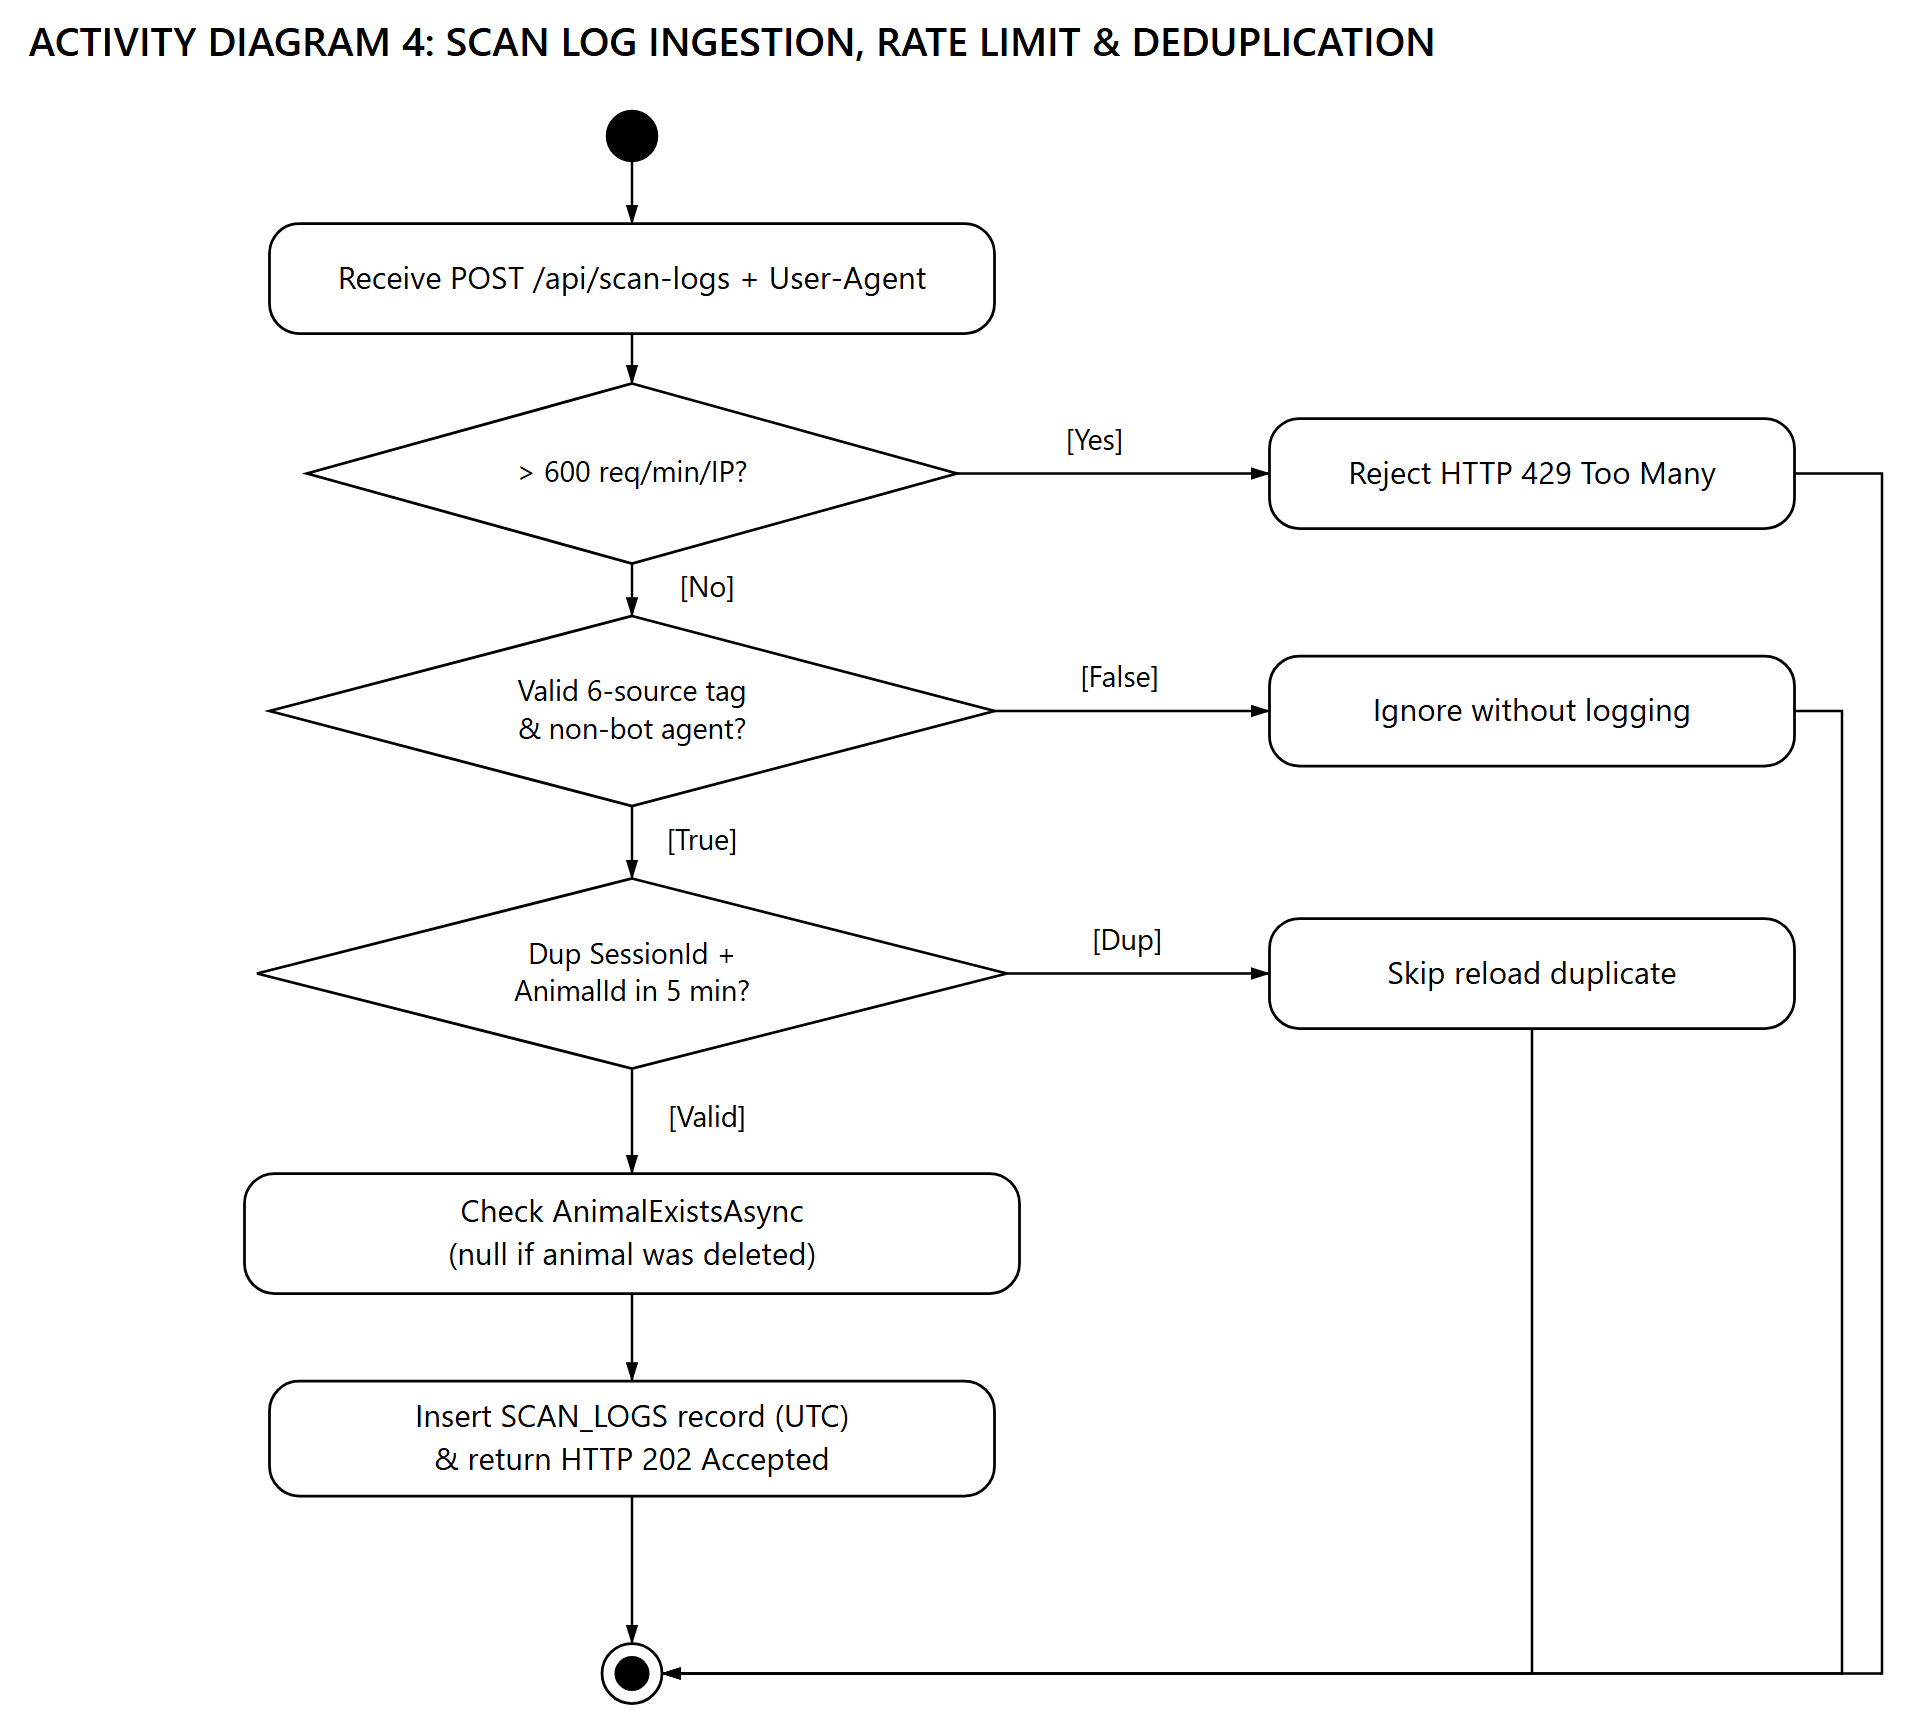 ACTIVITY DIAGRAM 4: SCAN LOG INGESTION, RATE LIMIT & DEDUPLICATION
Receive POST /api/scan-logs + User-Agent
> 600 req/min/IP?
[Yes]
Reject HTTP 429 Too Many
[No]
Valid 6-source tag
& non-bot agent?
[False]
Ignore without logging
[True]
Dup SessionId +
AnimalId in 5 min?
[Dup]
Skip reload duplicate
[Valid]
Check AnimalExistsAsync
(null if animal was deleted)
Insert SCAN_LOGS record (UTC)
& return HTTP 202 Accepted